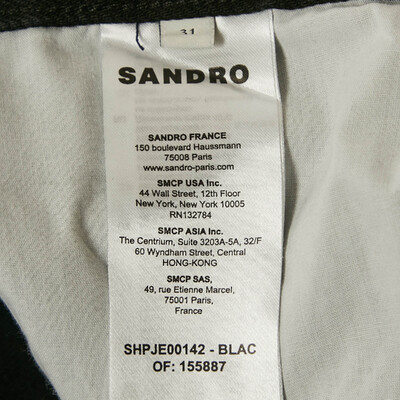 31
SANDRO
SANDRO FRANCE
150 boulevard Haussmann
75008 Paris
www.sandro-paris.com
SMCP USA Inc.
44 Wall Street, 12th Floor
New York, New York 10005
RN132784
SMCP ASIA Inc.
The Centrium, Suite 3203A-5A, 32/F
60 Wyndham Street, Central
HONG-KONG
SMCP SAS,
49, rue Etienne Marcel,
75001 Paris,
France
SHPJE00142 - BLAC
OF: 155887